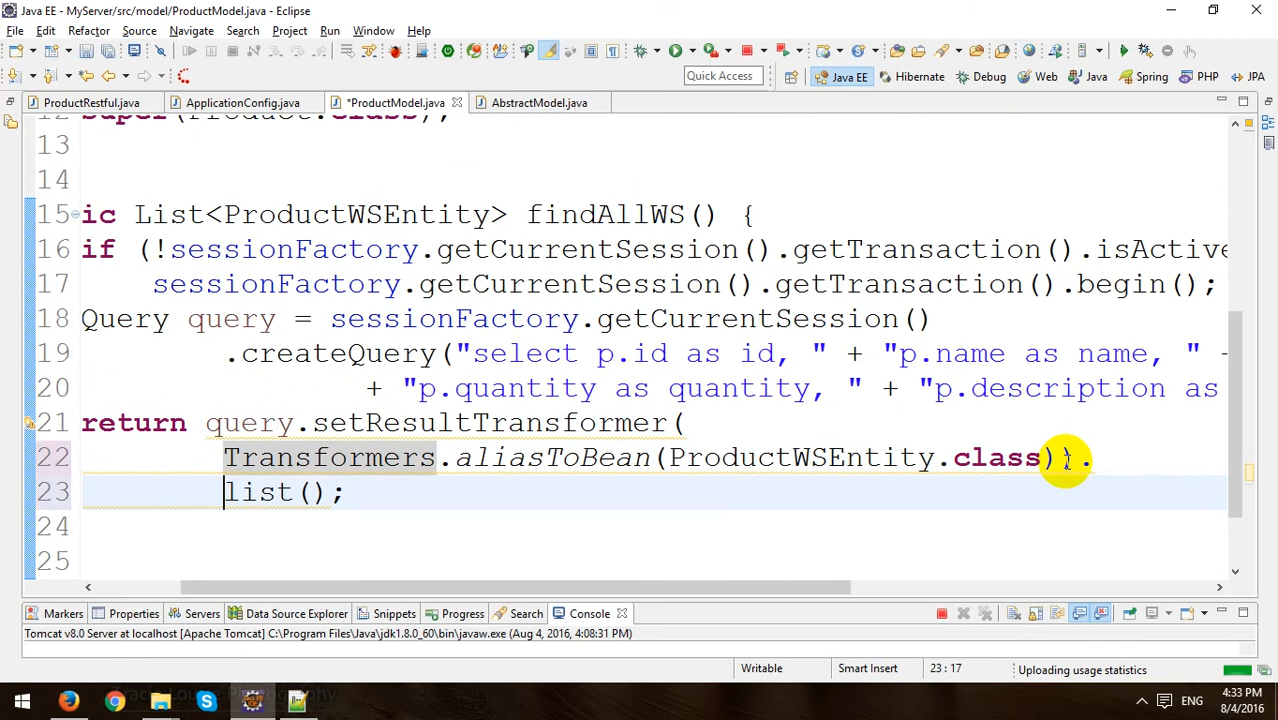 Java EE - MyServer/src/model/ProductModel.java - Eclipse
File Edit Refactor Source Navigate Search Project Run Window Help
Quick Access
Java EE Hibernate Debug Web Java Spring PHP JPA
ProductRestful.java ApplicationConfig.java *ProductModel.java AbstractModel.java
12 super(Product.class);
13
14
15 ic List<ProductWSEntity> findAllWS() {
16 if (!sessionFactory.getCurrentSession().getTransaction().isActive
17 sessionFactory.getCurrentSession().getTransaction().begin();
18 Query query = sessionFactory.getCurrentSession()
19 .createQuery("select p.id as id, " + "p.name as name, " +
20 + "p.quantity as quantity, " + "p.description as
21 return query.setResultTransformer(
22 Transformers.aliasToBean(ProductWSEntity.class)).
23 list();
24
25
Markers Properties Servers Data Source Explorer Snippets Progress Search Console
Tomcat v8.0 Server at localhost [Apache Tomcat] C:\Program Files\Java\jdk1.8.0_60\bin\javaw.exe (Aug 4, 2016, 4:08:31 PM)
Writable Smart Insert 23 : 17 Uploading usage statistics
ENG
4:33 PM
8/4/2016